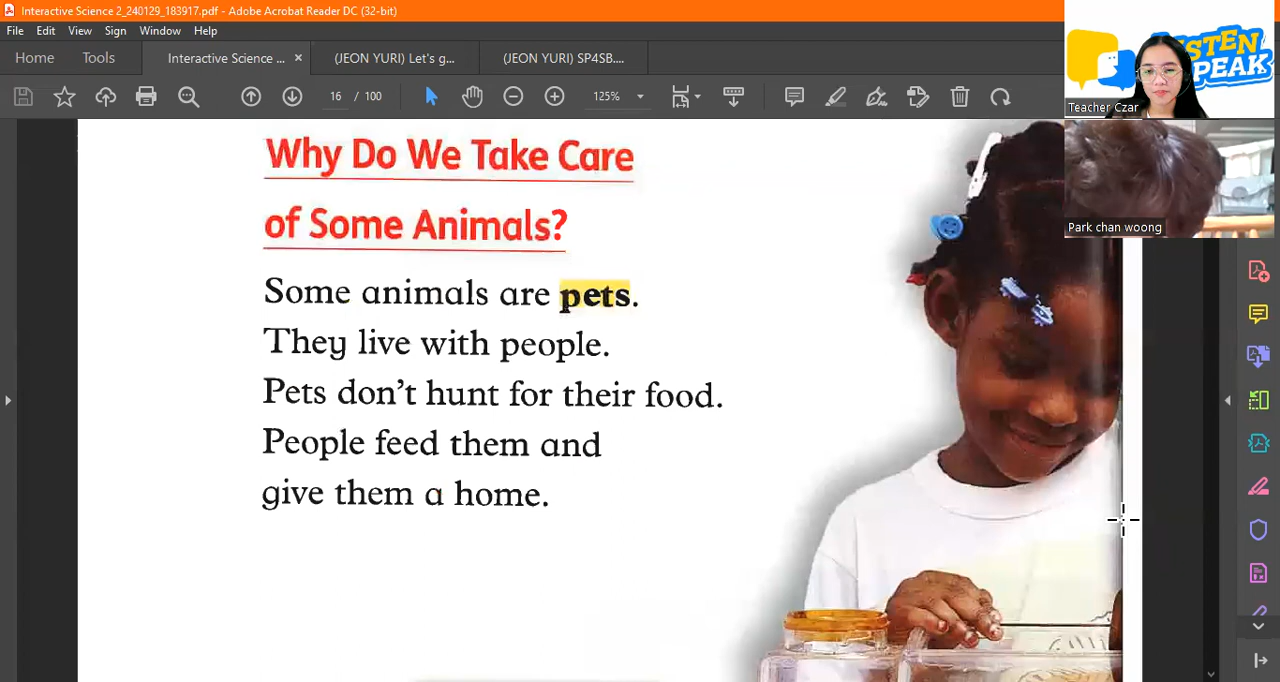 Interactive Science 2_240129_183917.pdf - Adobe Acrobat Reader DC (32-bit)
File Edit View Sign Window Help
Home Tools Interactive Science ... × (JEON YURI) Let's g... (JEON YURI) SP4SB....
16 / 100 125%
Why Do We Take Care
of Some Animals?
Some animals are pets.
They live with people.
Pets don't hunt for their food.
People feed them and
give them a home.
Teacher Czar
Park chan woong